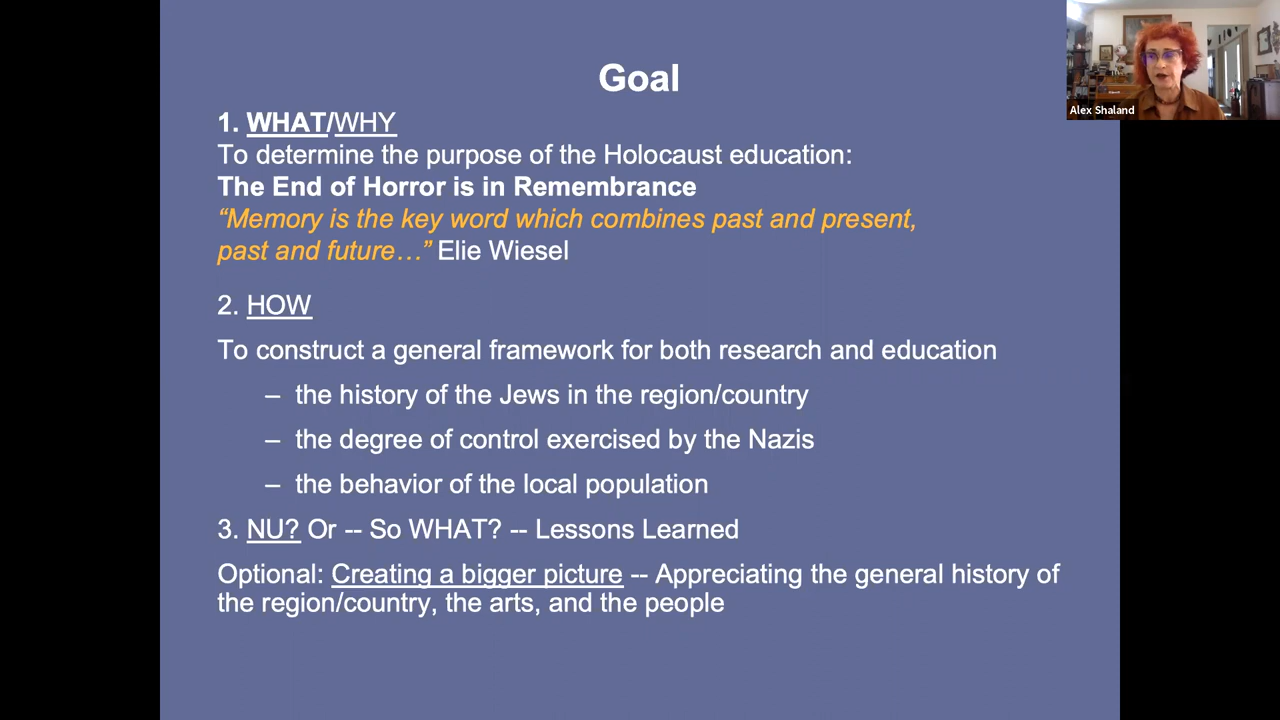 Goal
Alex Shaland
1. WHAT/WHY
To determine the purpose of the Holocaust education:
The End of Horror is in Remembrance
“Memory is the key word which combines past and present,
past and future…” Elie Wiesel
2. HOW
To construct a general framework for both research and education
– the history of the Jews in the region/country
– the degree of control exercised by the Nazis
– the behavior of the local population
3. NU? Or -- So WHAT? -- Lessons Learned
Optional: Creating a bigger picture -- Appreciating the general history of
the region/country, the arts, and the people